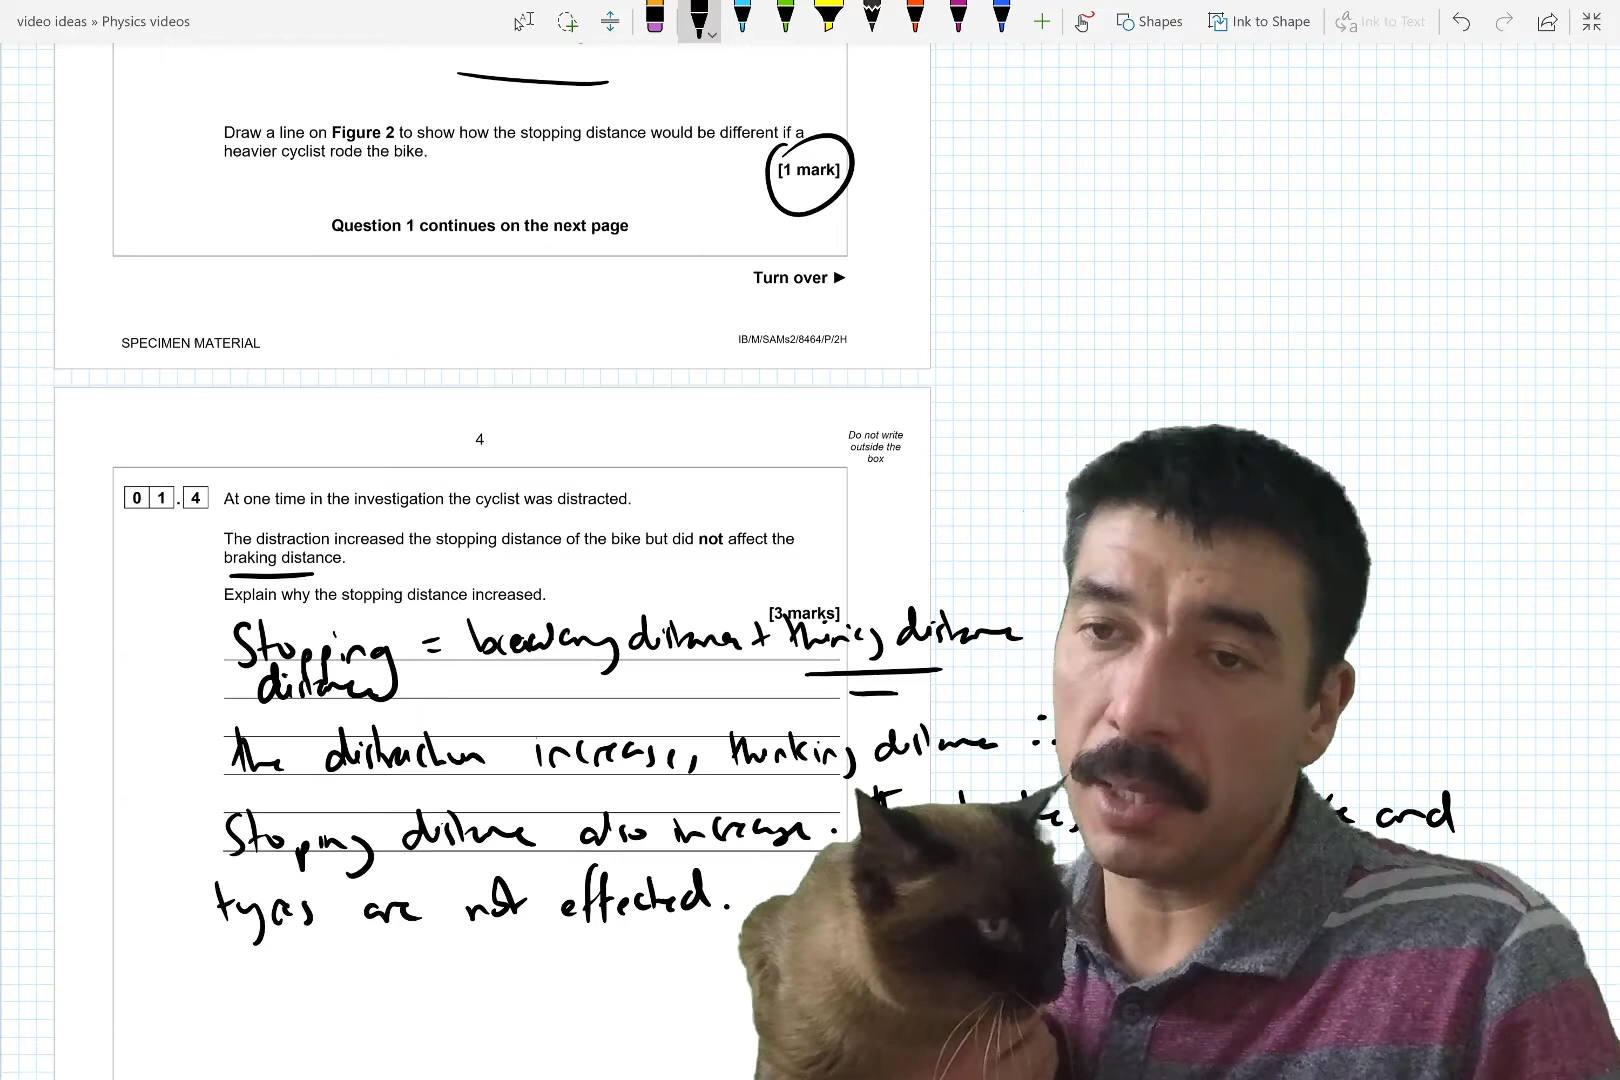 video ideas » Physics videos
Shapes
Ink to Shape
Ink to Text
Draw a line on Figure 2 to show how the stopping distance would be different if a
heavier cyclist rode the bike.
[1 mark]
Question 1 continues on the next page
Turn over ►
SPECIMEN MATERIAL
IB/M/SAMs2/8464/P/2H
4
Do not write
outside the
box
0 1 . 4 At one time in the investigation the cyclist was distracted.
The distraction increased the stopping distance of the bike but did not affect the
braking distance.
Explain why the stopping distance increased.
[3 marks]
Stopping = distance +
distance
distance
the distraction increases, thinking distance ∴
Stopping distance also increase.
and
tyres are not effected.